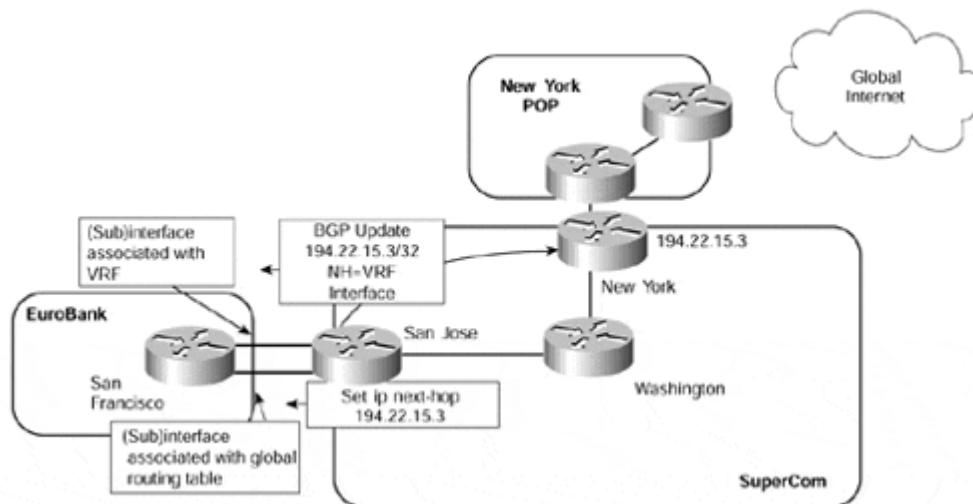 New York
POP
Global
Internet
(Sub)interface
associated with
VRF
BGP Update
194.22.15.3/32
NH=VRF
Interface
194.22.15.3
New York
EuroBank
San Jose
San
Francisco
Washington
Set ip next-hop
194.22.15.3
(Sub)interface
associated with global
routing table
SuperCom